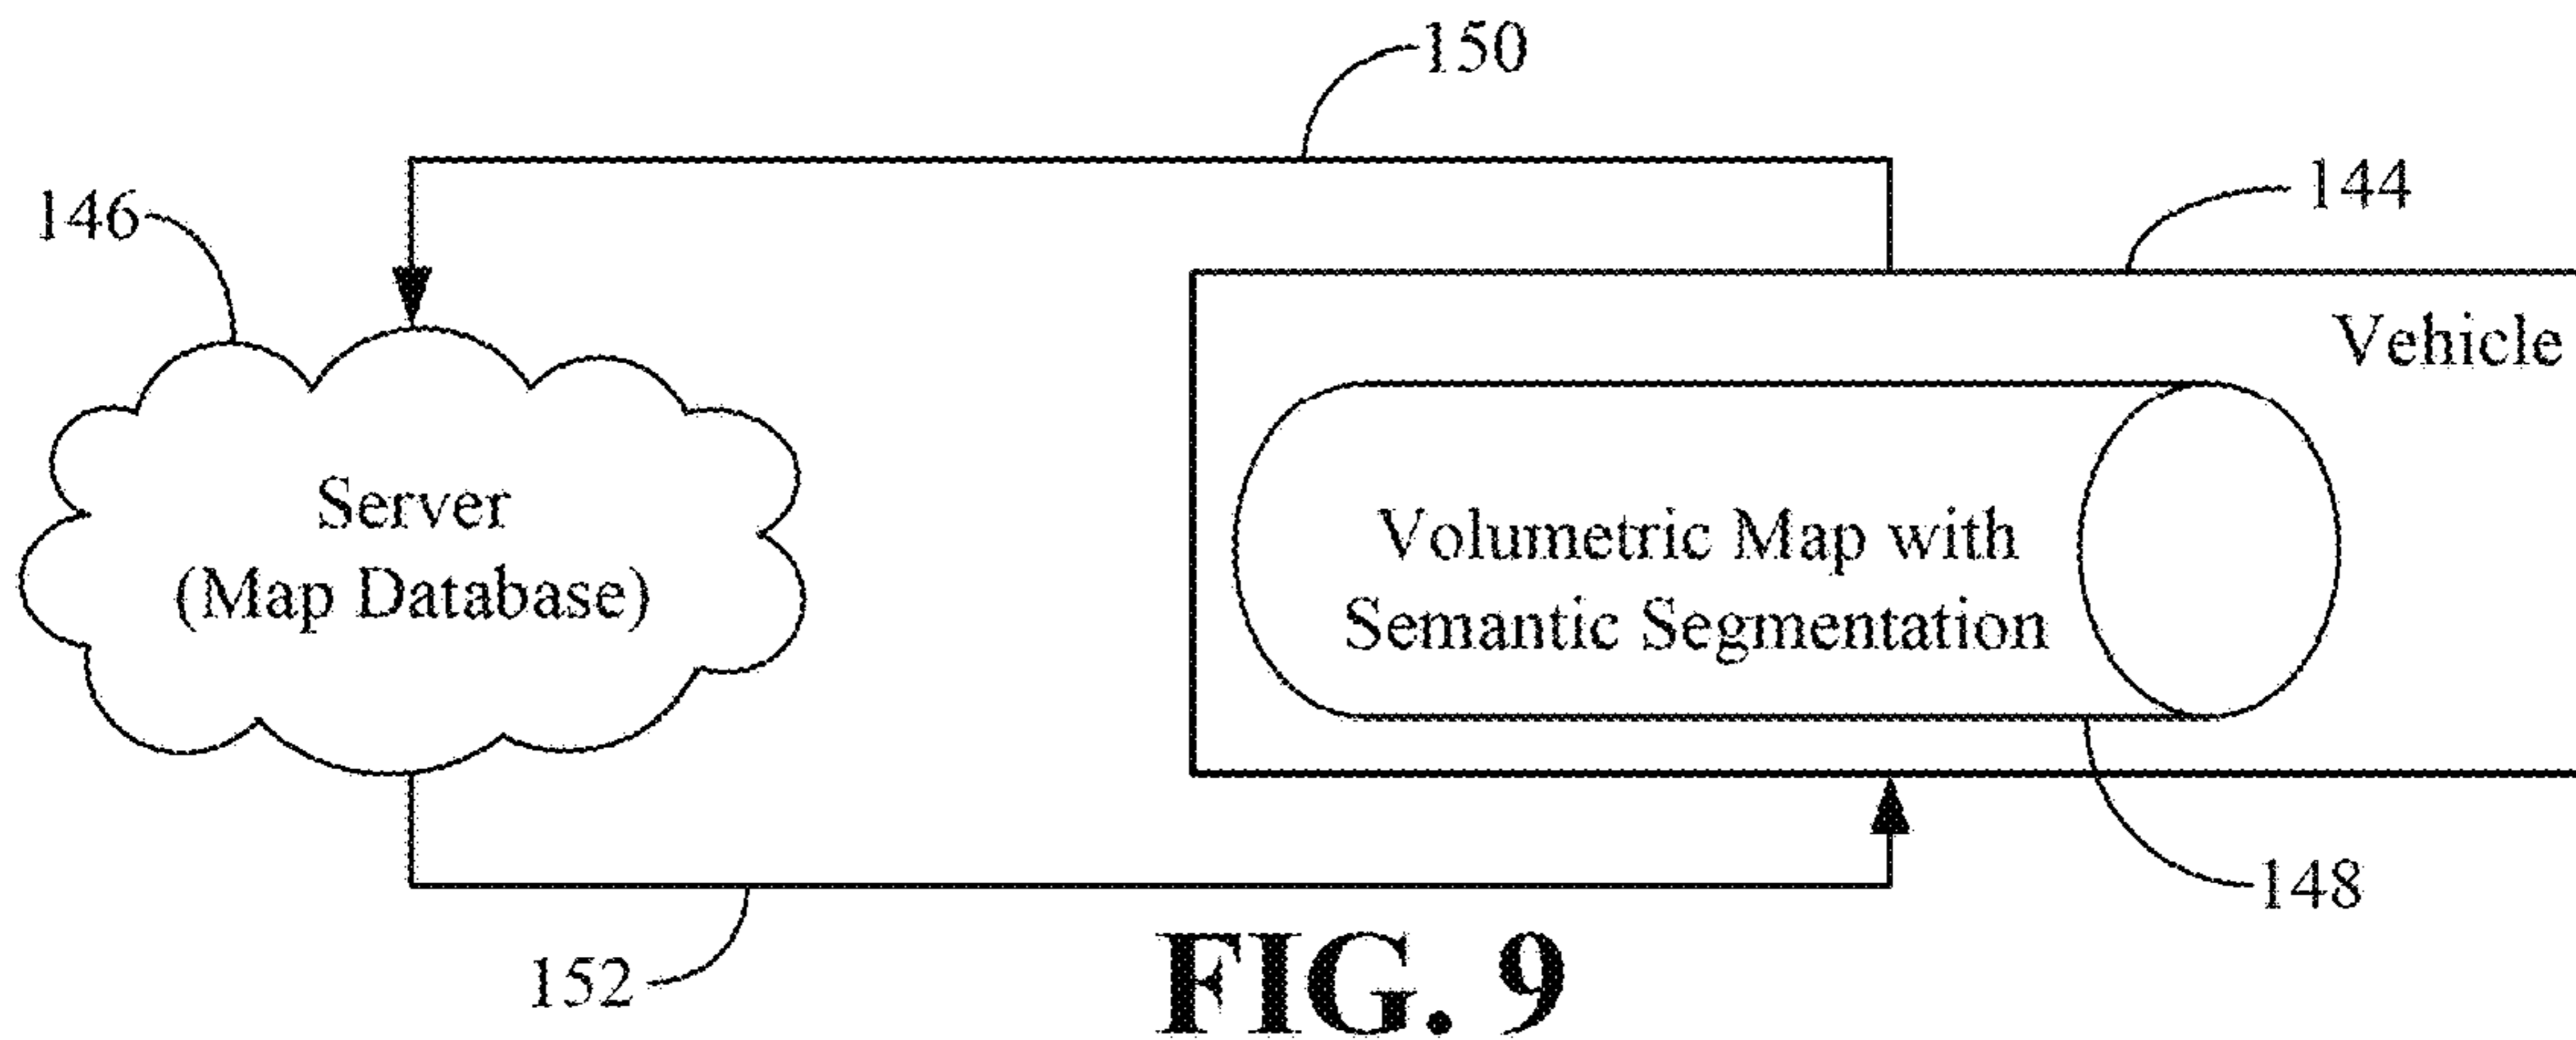 150
144
146
Vehicle
Server
(Map Database)
Volumetric Map with
Semantic Segmentation
148
152
FIG. 9